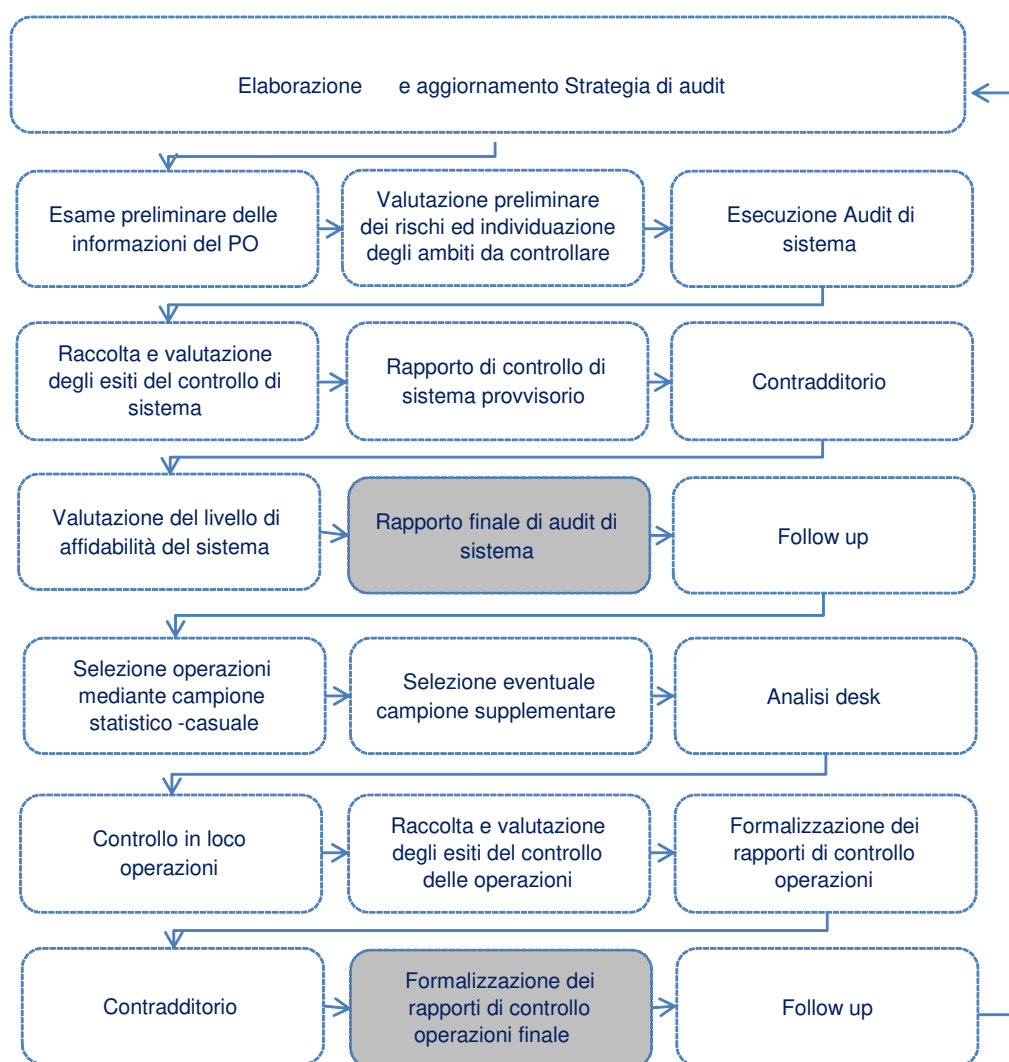 Elaborazione e aggiornamento Strategia di audit
Esame preliminare delle
informazioni del PO
Valutazione preliminare
dei rischi ed individuazione
degli ambiti da controllare
Esecuzione Audit di
sistema
Raccolta e valutazione
degli esiti del controllo di
sistema
Rapporto di controllo di
sistema provvisorio
Contradditorio
Valutazione del livello di
affidabilità del sistema
Rapporto finale di audit di
sistema
Follow up
Selezione operazioni
mediante campione
statistico -casuale
Selezione eventuale
campione supplementare
Analisi desk
Controllo in loco
operazioni
Raccolta e valutazione
degli esiti del controllo
delle operazioni
Formalizzazione dei
rapporti di controllo
operazioni
Contradditorio
Formalizzazione dei
rapporti di controllo
operazioni finale
Follow up